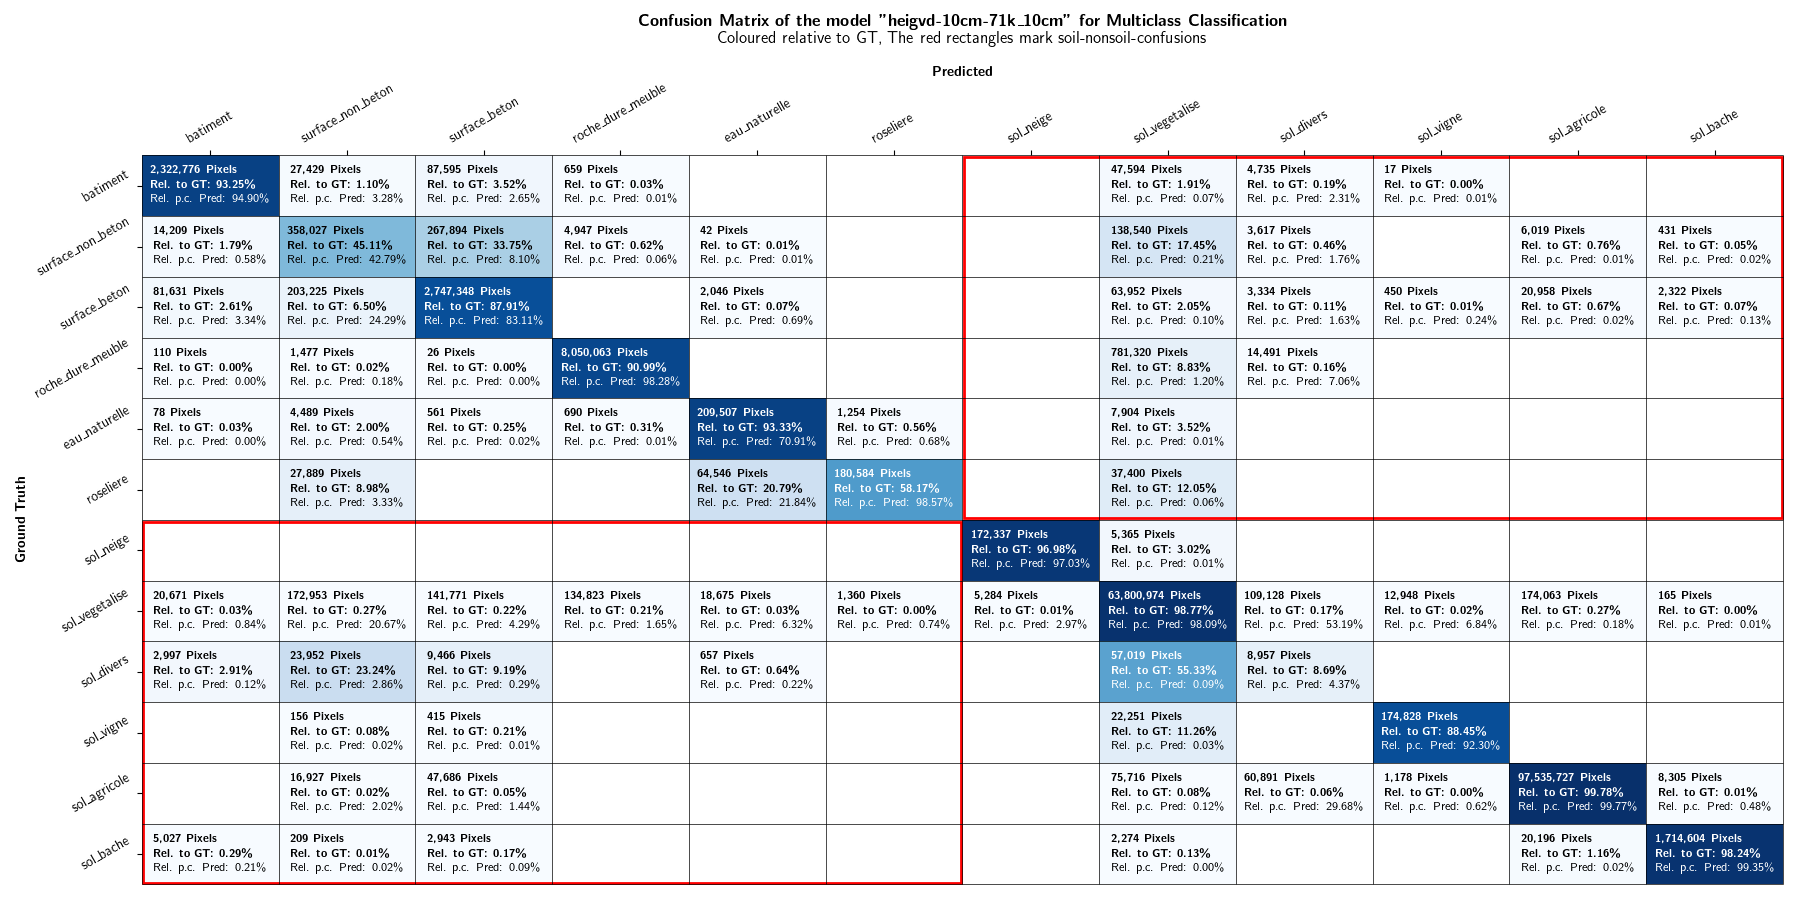 Confusion Matrix of the model "heigvd-10cm-71k_10cm" for Multiclass Classification
Coloured relative to GT, The red rectangles mark soil-nonsoil-confusions
Predicted
batiment surface_non_beton surface_beton roche_dure_meuble eau_naturelle roseliere sol_neige sol_vegetalise sol_divers sol_vigne sol_agricole sol_bache
Ground Truth
batiment
2,322,776 Pixels 27,429 Pixels 87,595 Pixels 659 Pixels 47,594 Pixels 4,735 Pixels 17 Pixels
Rel. to GT: 93.25% Rel. to GT: 1.10% Rel. to GT: 3.52% Rel. to GT: 0.03% Rel. to GT: 1.91% Rel. to GT: 0.19% Rel. to GT: 0.00%
Rel. p.c. Pred: 94.90% Rel. p.c. Pred: 3.28% Rel. p.c. Pred: 2.65% Rel. p.c. Pred: 0.01% Rel. p.c. Pred: 0.07% Rel. p.c. Pred: 2.31% Rel. p.c. Pred: 0.01%
surface_non_beton
14,209 Pixels 358,027 Pixels 267,894 Pixels 4,947 Pixels 42 Pixels 138,540 Pixels 3,617 Pixels 6,019 Pixels 431 Pixels
Rel. to GT: 1.79% Rel. to GT: 45.11% Rel. to GT: 33.75% Rel. to GT: 0.62% Rel. to GT: 0.01% Rel. to GT: 17.45% Rel. to GT: 0.46% Rel. to GT: 0.76% Rel. to GT: 0.05%
Rel. p.c. Pred: 0.58% Rel. p.c. Pred: 42.79% Rel. p.c. Pred: 8.10% Rel. p.c. Pred: 0.06% Rel. p.c. Pred: 0.01% Rel. p.c. Pred: 0.21% Rel. p.c. Pred: 1.76% Rel. p.c. Pred: 0.01% Rel. p.c. Pred: 0.02%
surface_beton
81,631 Pixels 203,225 Pixels 2,747,348 Pixels 2,046 Pixels 63,952 Pixels 3,334 Pixels 450 Pixels 20,958 Pixels 2,322 Pixels
Rel. to GT: 2.61% Rel. to GT: 6.50% Rel. to GT: 87.91% Rel. to GT: 0.07% Rel. to GT: 2.05% Rel. to GT: 0.11% Rel. to GT: 0.01% Rel. to GT: 0.67% Rel. to GT: 0.07%
Rel. p.c. Pred: 3.34% Rel. p.c. Pred: 24.29% Rel. p.c. Pred: 83.11% Rel. p.c. Pred: 0.69% Rel. p.c. Pred: 0.10% Rel. p.c. Pred: 1.63% Rel. p.c. Pred: 0.24% Rel. p.c. Pred: 0.02% Rel. p.c. Pred: 0.13%
roche_dure_meuble
110 Pixels 1,477 Pixels 26 Pixels 8,050,063 Pixels 781,320 Pixels 14,491 Pixels
Rel. to GT: 0.00% Rel. to GT: 0.02% Rel. to GT: 0.00% Rel. to GT: 90.99% Rel. to GT: 8.83% Rel. to GT: 0.16%
Rel. p.c. Pred: 0.00% Rel. p.c. Pred: 0.18% Rel. p.c. Pred: 0.00% Rel. p.c. Pred: 98.28% Rel. p.c. Pred: 1.20% Rel. p.c. Pred: 7.06%
eau_naturelle
78 Pixels 4,489 Pixels 561 Pixels 690 Pixels 209,507 Pixels 1,254 Pixels 7,904 Pixels
Rel. to GT: 0.03% Rel. to GT: 2.00% Rel. to GT: 0.25% Rel. to GT: 0.31% Rel. to GT: 93.33% Rel. to GT: 0.56% Rel. to GT: 3.52%
Rel. p.c. Pred: 0.00% Rel. p.c. Pred: 0.54% Rel. p.c. Pred: 0.02% Rel. p.c. Pred: 0.01% Rel. p.c. Pred: 70.91% Rel. p.c. Pred: 0.68% Rel. p.c. Pred: 0.01%
roseliere
27,889 Pixels 64,546 Pixels 180,584 Pixels 37,400 Pixels
Rel. to GT: 8.98% Rel. to GT: 20.79% Rel. to GT: 58.17% Rel. to GT: 12.05%
Rel. p.c. Pred: 3.33% Rel. p.c. Pred: 21.84% Rel. p.c. Pred: 98.57% Rel. p.c. Pred: 0.06%
sol_neige
172,337 Pixels 5,365 Pixels
Rel. to GT: 96.98% Rel. to GT: 3.02%
Rel. p.c. Pred: 97.03% Rel. p.c. Pred: 0.01%
sol_vegetalise
20,671 Pixels 172,953 Pixels 141,771 Pixels 134,823 Pixels 18,675 Pixels 1,360 Pixels 5,284 Pixels 63,800,974 Pixels 109,128 Pixels 12,948 Pixels 174,063 Pixels 165 Pixels
Rel. to GT: 0.03% Rel. to GT: 0.27% Rel. to GT: 0.22% Rel. to GT: 0.21% Rel. to GT: 0.03% Rel. to GT: 0.00% Rel. to GT: 0.01% Rel. to GT: 98.77% Rel. to GT: 0.17% Rel. to GT: 0.02% Rel. to GT: 0.27% Rel. to GT: 0.00%
Rel. p.c. Pred: 0.84% Rel. p.c. Pred: 20.67% Rel. p.c. Pred: 4.29% Rel. p.c. Pred: 1.65% Rel. p.c. Pred: 6.32% Rel. p.c. Pred: 0.74% Rel. p.c. Pred: 2.97% Rel. p.c. Pred: 98.09% Rel. p.c. Pred: 53.19% Rel. p.c. Pred: 6.84% Rel. p.c. Pred: 0.18% Rel. p.c. Pred: 0.01%
sol_divers
2,997 Pixels 23,952 Pixels 9,466 Pixels 657 Pixels 57,019 Pixels 8,957 Pixels
Rel. to GT: 2.91% Rel. to GT: 23.24% Rel. to GT: 9.19% Rel. to GT: 0.64% Rel. to GT: 55.33% Rel. to GT: 8.69%
Rel. p.c. Pred: 0.12% Rel. p.c. Pred: 2.86% Rel. p.c. Pred: 0.29% Rel. p.c. Pred: 0.22% Rel. p.c. Pred: 0.09% Rel. p.c. Pred: 4.37%
sol_vigne
156 Pixels 415 Pixels 22,251 Pixels 174,828 Pixels
Rel. to GT: 0.08% Rel. to GT: 0.21% Rel. to GT: 11.26% Rel. to GT: 88.45%
Rel. p.c. Pred: 0.02% Rel. p.c. Pred: 0.01% Rel. p.c. Pred: 0.03% Rel. p.c. Pred: 92.30%
sol_agricole
16,927 Pixels 47,686 Pixels 75,716 Pixels 60,891 Pixels 1,178 Pixels 97,535,727 Pixels 8,305 Pixels
Rel. to GT: 0.02% Rel. to GT: 0.05% Rel. to GT: 0.08% Rel. to GT: 0.06% Rel. to GT: 0.00% Rel. to GT: 99.78% Rel. to GT: 0.01%
Rel. p.c. Pred: 2.02% Rel. p.c. Pred: 1.44% Rel. p.c. Pred: 0.12% Rel. p.c. Pred: 29.68% Rel. p.c. Pred: 0.62% Rel. p.c. Pred: 99.77% Rel. p.c. Pred: 0.48%
sol_bache
5,027 Pixels 209 Pixels 2,943 Pixels 2,274 Pixels 20,196 Pixels 1,714,604 Pixels
Rel. to GT: 0.29% Rel. to GT: 0.01% Rel. to GT: 0.17% Rel. to GT: 0.13% Rel. to GT: 1.16% Rel. to GT: 98.24%
Rel. p.c. Pred: 0.21% Rel. p.c. Pred: 0.02% Rel. p.c. Pred: 0.09% Rel. p.c. Pred: 0.00% Rel. p.c. Pred: 0.02% Rel. p.c. Pred: 99.35%